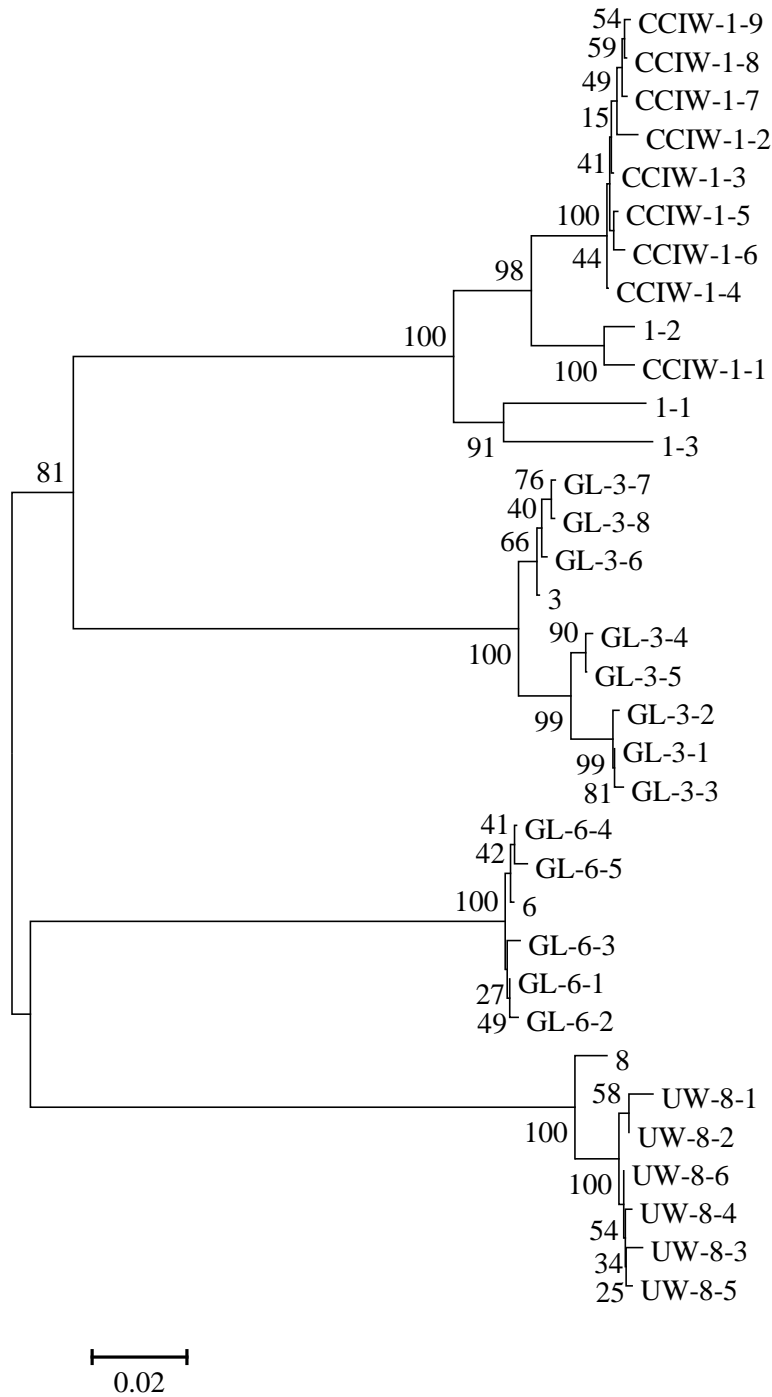 54
CCIW-1-9
59
CCIW-1-8
49
CCIW-1-7
15
CCIW-1-2
41
CCIW-1-3
100
CCIW-1-5
44
CCIW-1-6
98
CCIW-1-4
100
1-2
100
CCIW-1-1
1-1
91
1-3
81
76
GL-3-7
40
GL-3-8
66
GL-3-6
3
100
90
GL-3-4
GL-3-5
99
GL-3-2
99
GL-3-1
81
GL-3-3
41
GL-6-4
42
GL-6-5
100
6
GL-6-3
27
GL-6-1
49
GL-6-2
8
58
UW-8-1
100
UW-8-2
100
UW-8-6
54
UW-8-4
34
UW-8-3
25
UW-8-5
0.02